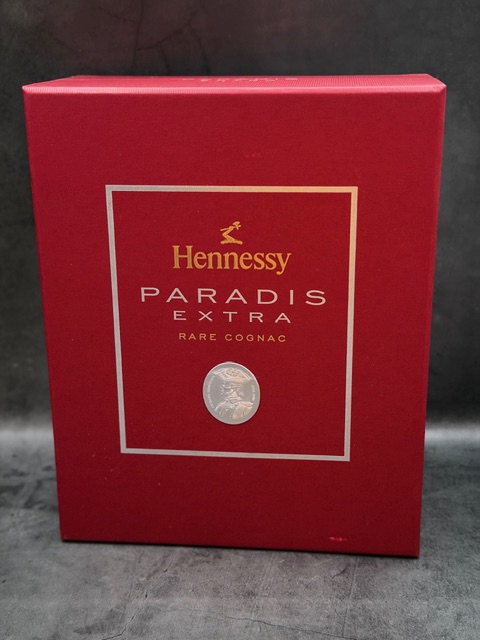 Hennessy
PARADIS
EXTRA
RARE COGNAC